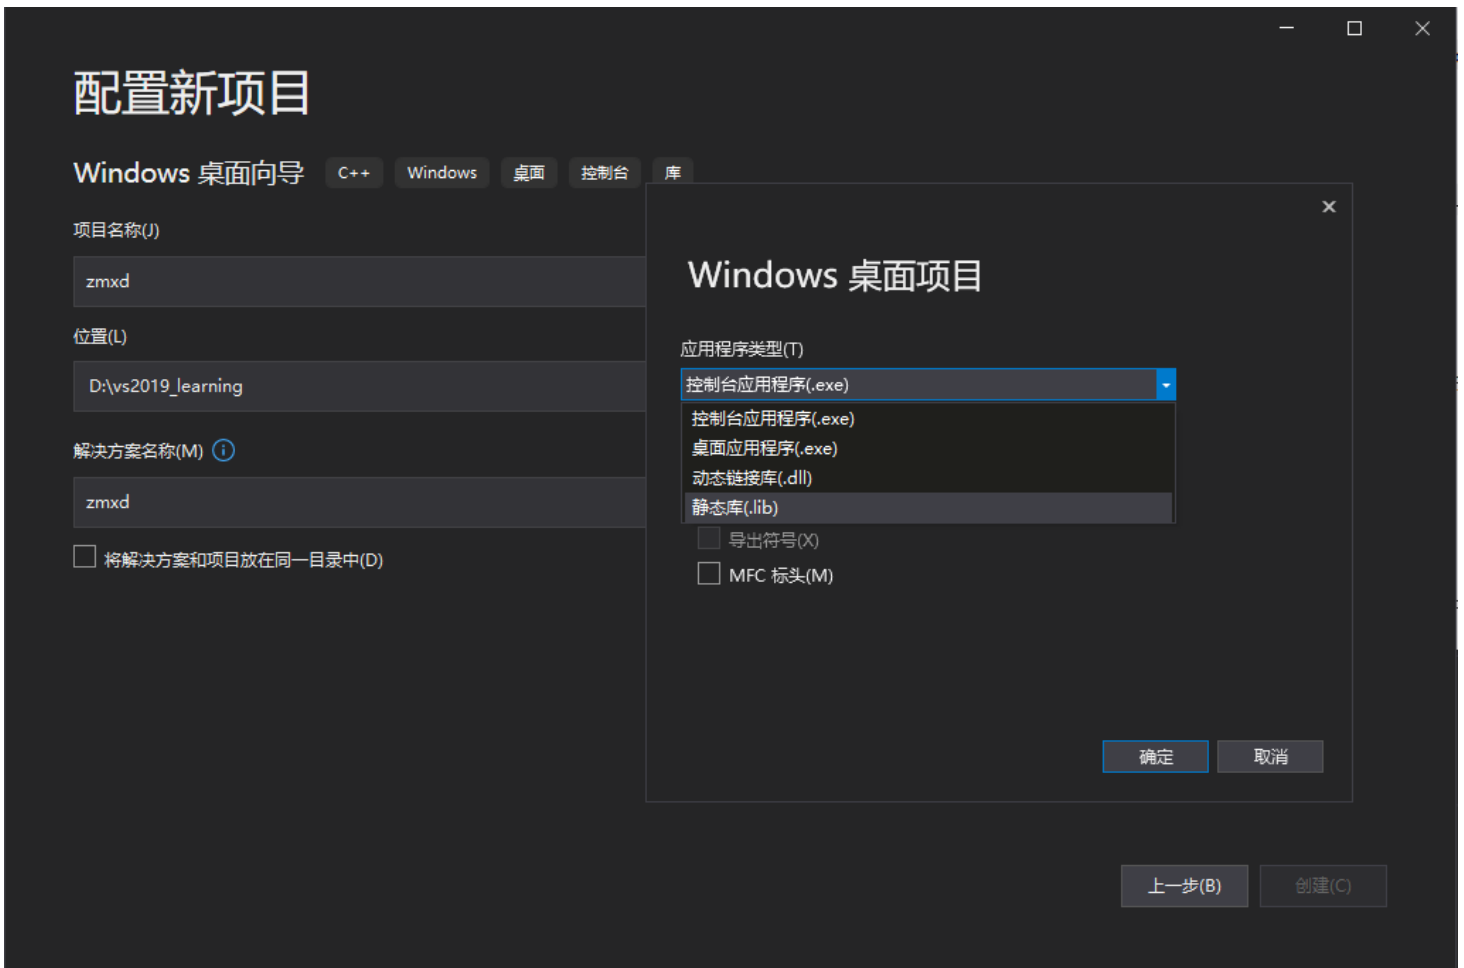 配置新项目
Windows 桌面向导 C++ Windows 桌面 控制台 库
项目名称(J)
zmxd
位置(L)
D:\vs2019_learning
解决方案名称(M)
zmxd
将解决方案和项目放在同一目录中(D)
Windows 桌面项目
应用程序类型(T)
控制台应用程序(.exe)
控制台应用程序(.exe)
桌面应用程序(.exe)
动态链接库(.dll)
静态库(.lib)
导出符号(X)
MFC 标头(M)
确定 取消
上一步(B) 创建(C)